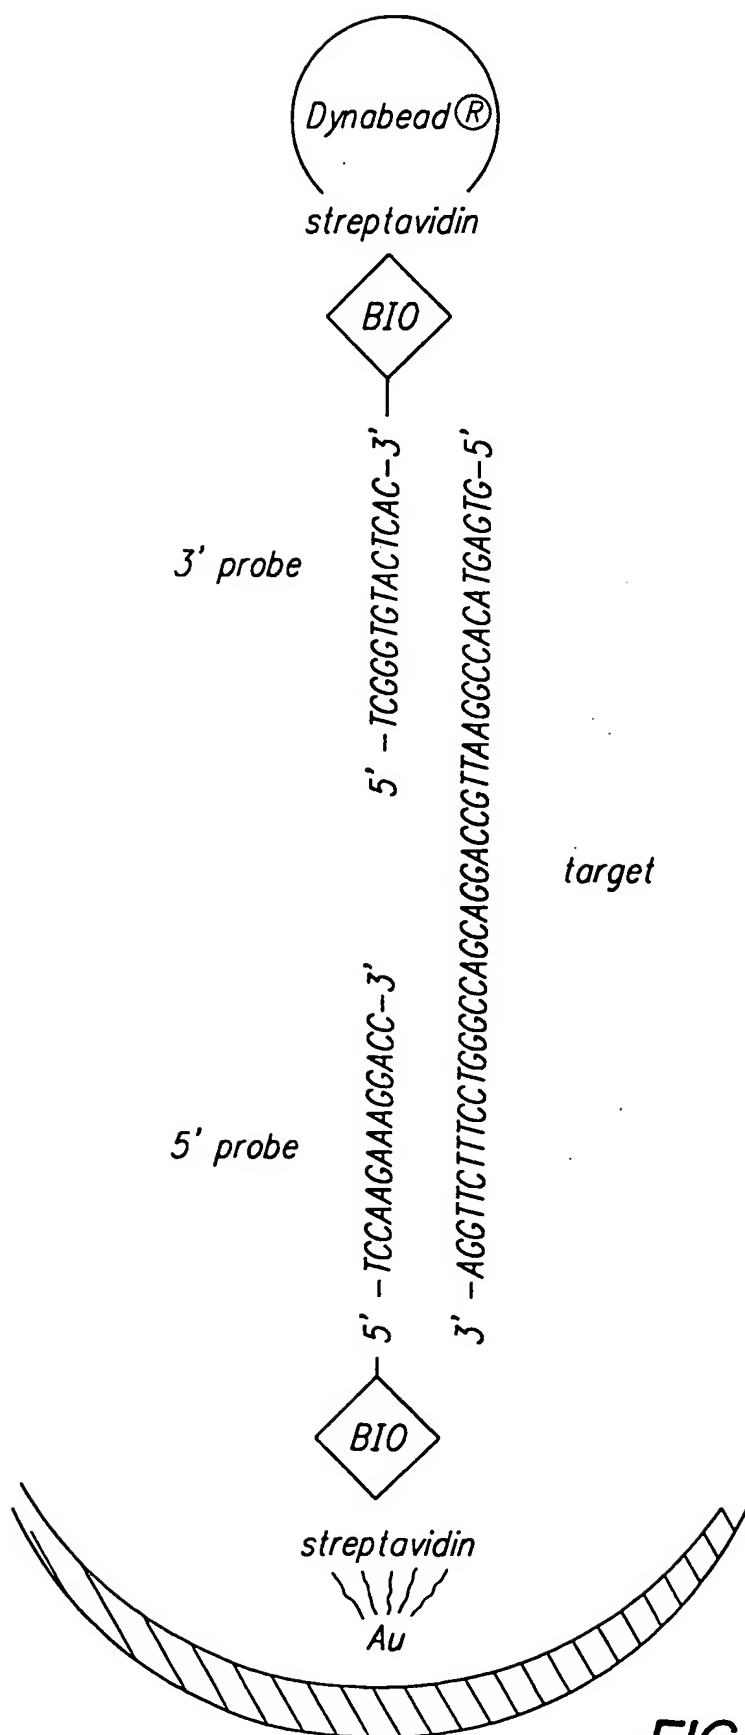 Dynabead®
streptavidin
BIO
3' probe
5' -TCGGGTGTACTCAC-3'
3' -AGGTTCTTTCCTGGGCCAGCAGGACCGTTAAGGCCACATGAGTG-5'
target
5' probe
5' -TCCAAGAAAGGACC-3'
BIO
streptavidin
Au